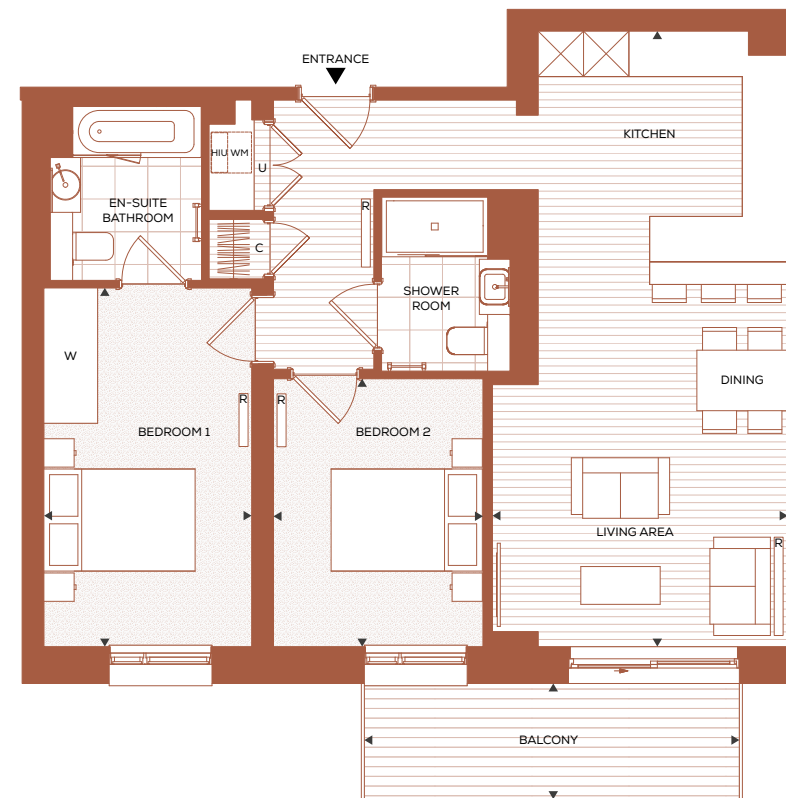 ENTRANCE
KITCHEN
HIU WM
U
EN-SUITE
BATHROOM
R
C
SHOWER
ROOM
W
DINING
R
R
BEDROOM 1
BEDROOM 2
LIVING AREA
R
BALCONY